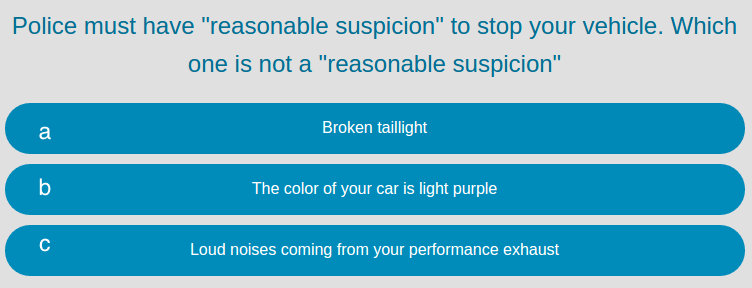 Police must have "reasonable suspicion" to stop your vehicle. Which
one is not a "reasonable suspicion"
a Broken taillight
b The color of your car is light purple
c Loud noises coming from your performance exhaust